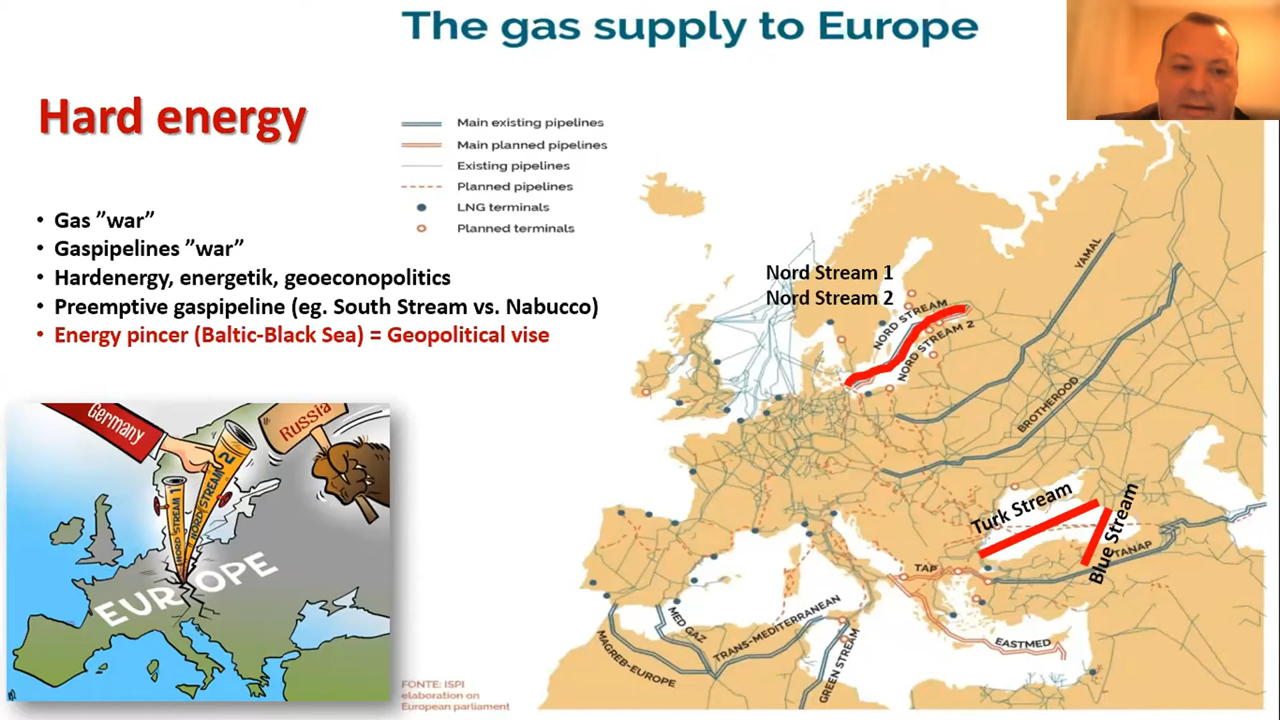 The gas supply to Europe
Hard energy
Main existing pipelines
Main planned pipelines
Existing pipelines
Planned pipelines
LNG terminals
Planned terminals
• Gas ”war”
• Gaspipelines ”war”
• Hardenergy, energetik, geoeconopolitics
• Preemptive gaspipeline (eg. South Stream vs. Nabucco)
• Energy pincer (Baltic-Black Sea) = Geopolitical vise
Nord Stream 1
Nord Stream 2
YAMAL
NORD STREAM
NORD STREAM 2
BROTHERHOOD
Turk Stream
Blue Stream
TANAP
TAP
MED GAZ
TRANS-MEDITERRANEAN
MAGREB-EUROPE
GREEN STREAM
EASTMED
Germany
Russia
NORD STREAM 1
NORD STREAM 2
EUROPE
FONTE: ISPI
elaboration on
European parliament